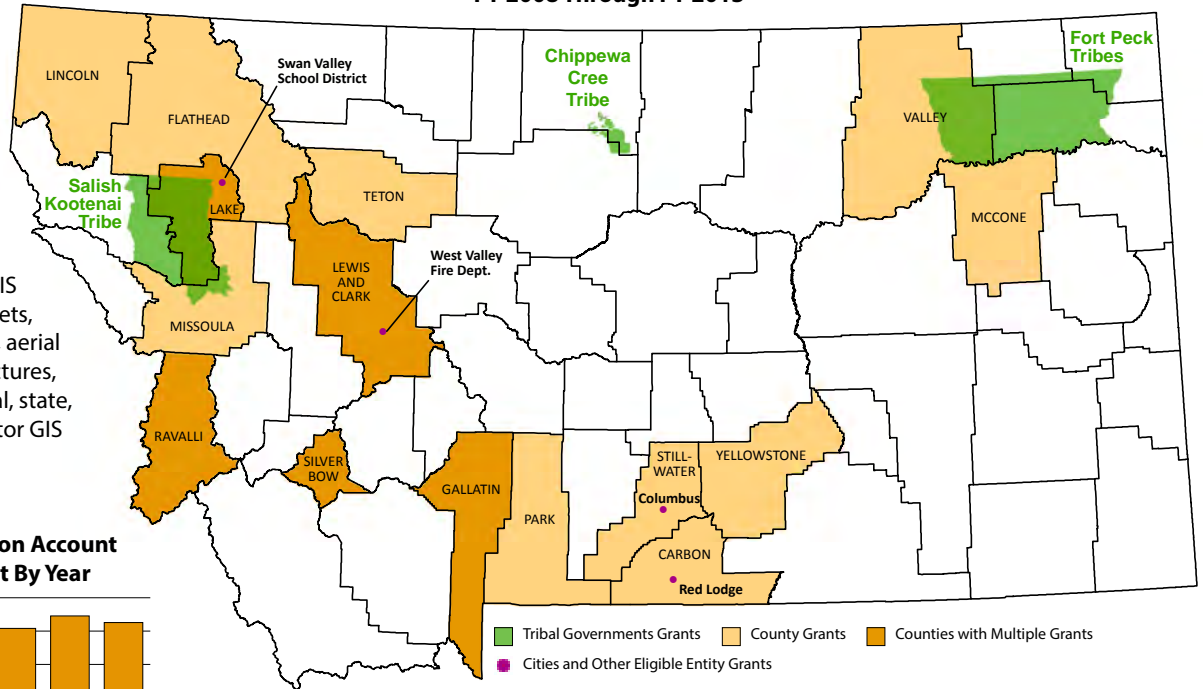 LINCOLN
FLATHEAD
Swan Valley
School District
Chippewa
Cree
Tribe
Fort Peck
Tribes
VALLEY
Salish
Kootenai
Tribe
LAKE
TETON
MCCONE
LEWIS
AND
CLARK
West Valley
Fire Dept.
MISSOULA
IS
ets,
aerial
tures,
al, state,
tor GIS
RAVALLI
SILVER
BOW
GALLATIN
PARK
STILL-
WATER
YELLOWSTONE
Columbus
CARBON
Red Lodge
on Account
t By Year
Tribal Governments Grants
County Grants
Counties with Multiple Grants
Cities and Other Eligible Entity Grants